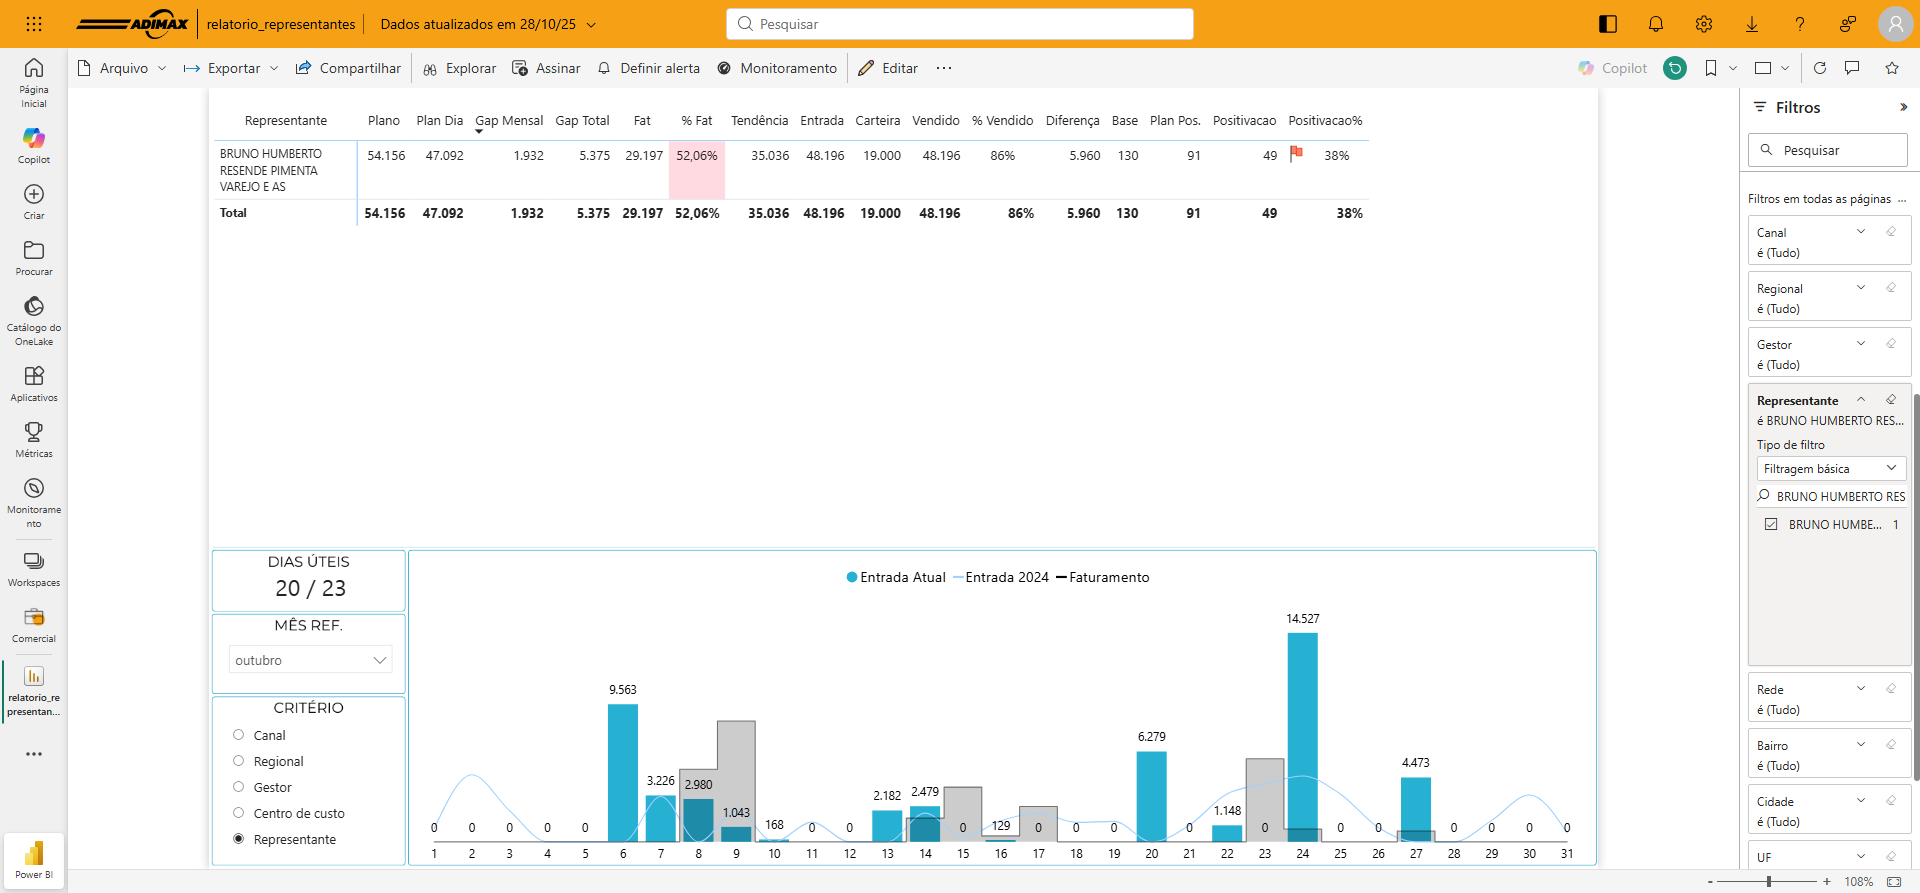 ADIMAX
relatorio_representantes
Dados atualizados em 28/10/25
Pesquisar
Arquivo
Exportar
Compartilhar
Explorar
Assinar
Definir alerta
Monitoramento
Editar
Copilot
Página
Inicial
Copilot
Criar
Procurar
Catálogo do
OneLake
Aplicativos
Métricas
Monitorame
nto
Workspaces
Comercial
relatorio_re
presentan...
Power BI
Representante Plano Plan Dia Gap Mensal Gap Total Fat % Fat Tendência Entrada Carteira Vendido % Vendido Diferença Base Plan Pos. Positivacao Positivacao%
BRUNO HUMBERTO 54.156 47.092 1.932 5.375 29.197 52,06% 35.036 48.196 19.000 48.196 86% 5.960 130 91 49 38%
RESENDE PIMENTA
VAREJO E AS
Total 54.156 47.092 1.932 5.375 29.197 52,06% 35.036 48.196 19.000 48.196 86% 5.960 130 91 49 38%
DIAS ÚTEIS
20 / 23
MÊS REF.
outubro
CRITÉRIO
Canal
Regional
Gestor
Centro de custo
Representante
Entrada Atual Entrada 2024 Faturamento
0 0 0 0 0 9.563 3.226 2.980 1.043 168 0 0 2.182 2.479 0 129 0 0 0 6.279 0 1.148 0 14.527 0 0 4.473 0 0 0 0
1 2 3 4 5 6 7 8 9 10 11 12 13 14 15 16 17 18 19 20 21 22 23 24 25 26 27 28 29 30 31
Filtros
Pesquisar
Filtros em todas as páginas ...
Canal
é (Tudo)
Regional
é (Tudo)
Gestor
é (Tudo)
Representante
é BRUNO HUMBERTO RES...
Tipo de filtro
Filtragem básica
BRUNO HUMBERTO RES
BRUNO HUMBE... 1
Rede
é (Tudo)
Bairro
é (Tudo)
Cidade
é (Tudo)
UF
- + 108%